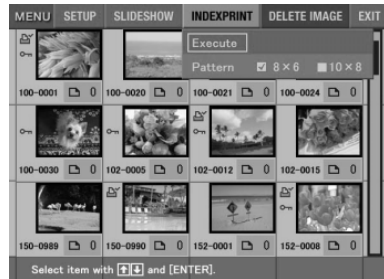 MENU SETUP SLIDESHOW INDEXPRINT DELETE IMAGE EXIT
Execute
Pattern 8×6 10×8
100-0001 0 100-0020 0 100-0021 0 100-0024 0
100-0030 0 102-0005 0 102-0012 0 102-0015 0
150-0989 0 150-0990 0 152-0001 0 152-0008 0
Select item with and [ENTER].